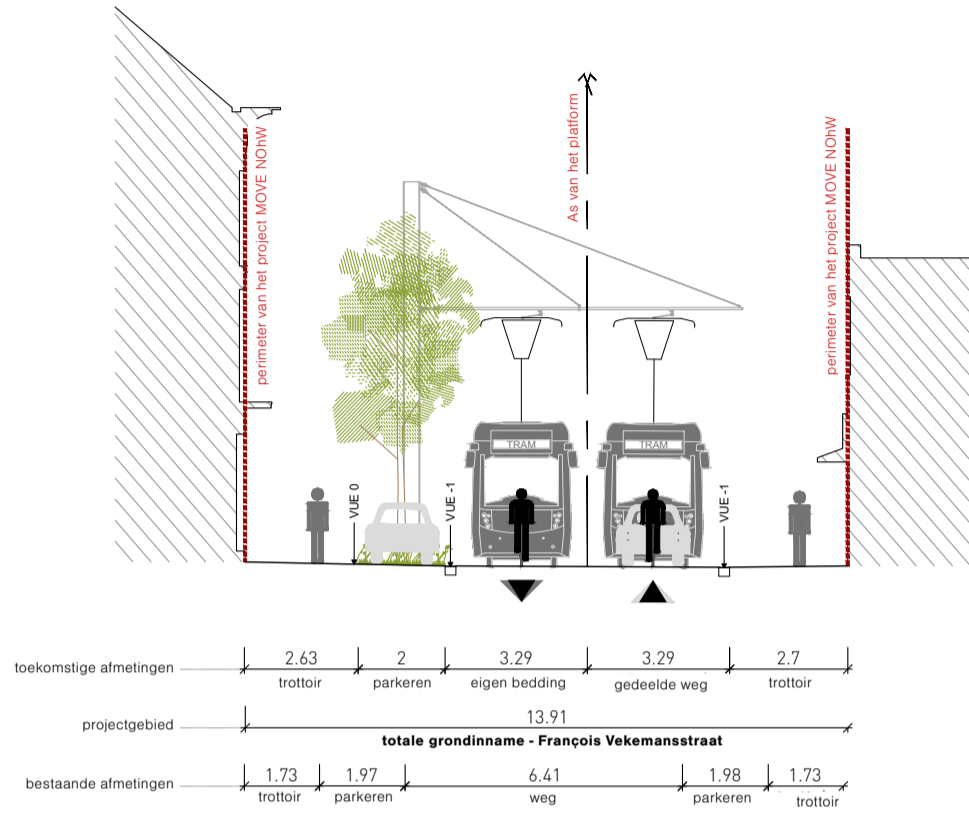 perimeter van het project MOVE NOhW
As van het platform
perimeter van het project MOVE NOhW
TRAM
TRAM
VUE 0
VUE -1
VUE -1
toekomstige afmetingen
2.63
2
3.29
3.29
2.7
trottoir
parkeren
eigen bedding
gedeelde weg
trottoir
projectgebied
13.91
totale grondinname - François Vekemansstraat
bestaande afmetingen
1.73
1.97
6.41
1.98
1.73
trottoir
parkeren
weg
parkeren
trottoir